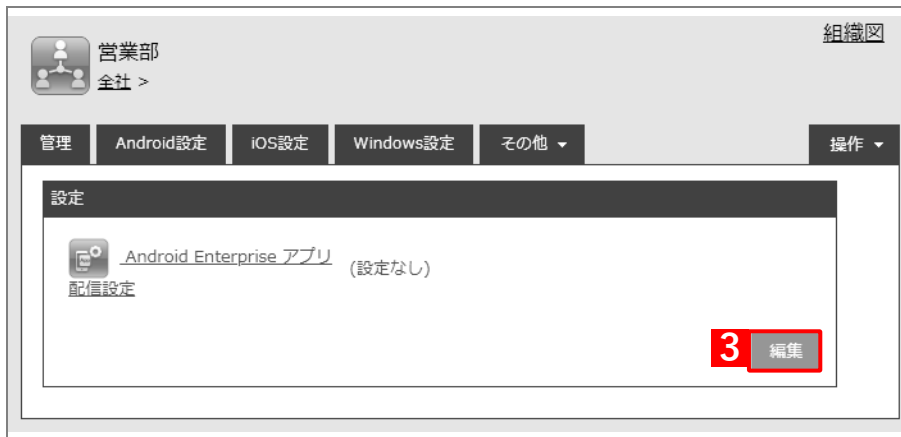 組織図
営業部
全社 >
管理 Android設定 iOS設定 Windows設定 その他 ▼ 操作 ▼
設定
Android Enterprise アプリ (設定なし)
配信設定
3 編集